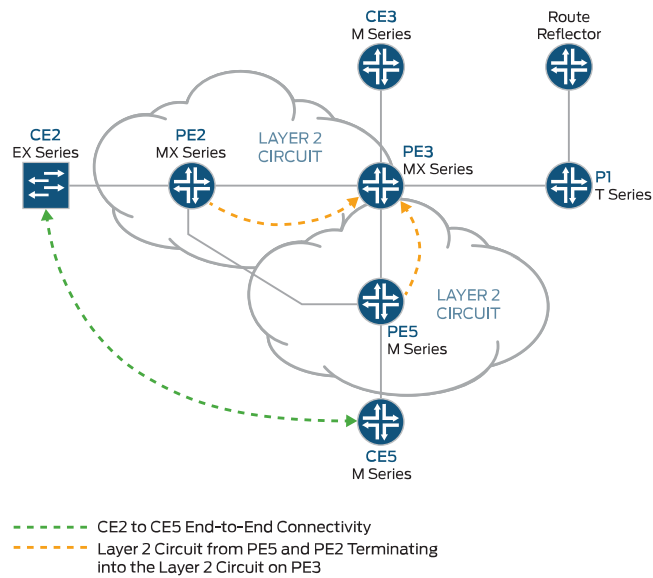 CE3
M Series
Route
Reflector
CE2
EX Series
PE2
MX Series
LAYER 2
CIRCUIT
PE3
MX Series
P1
T Series
LAYER 2
CIRCUIT
PE5
M Series
CE5
M Series
CE2 to CE5 End-to-End Connectivity
Layer 2 Circuit from PE5 and PE2 Terminating
into the Layer 2 Circuit on PE3